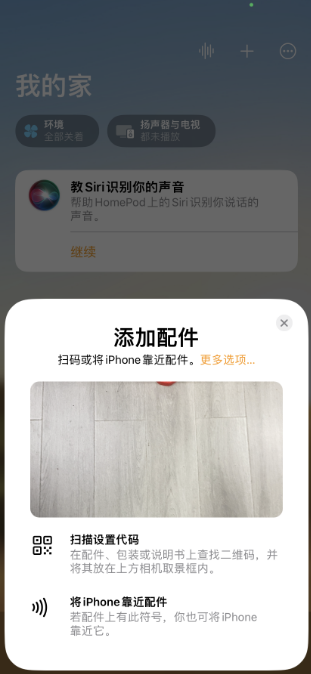 我的家
环境
全部关着
扬声器与电视
都未播放
教Siri识别你的声音
帮助HomePod上的Siri识别你说话的
声音。
继续
添加配件
扫码或将iPhone靠近配件。更多选项...
扫描设置代码
在配件、包装或说明书上查找二维码，并
将其放在上方相机取景框内。
将iPhone靠近配件
若配件上有此符号，你也可将iPhone
靠近它。